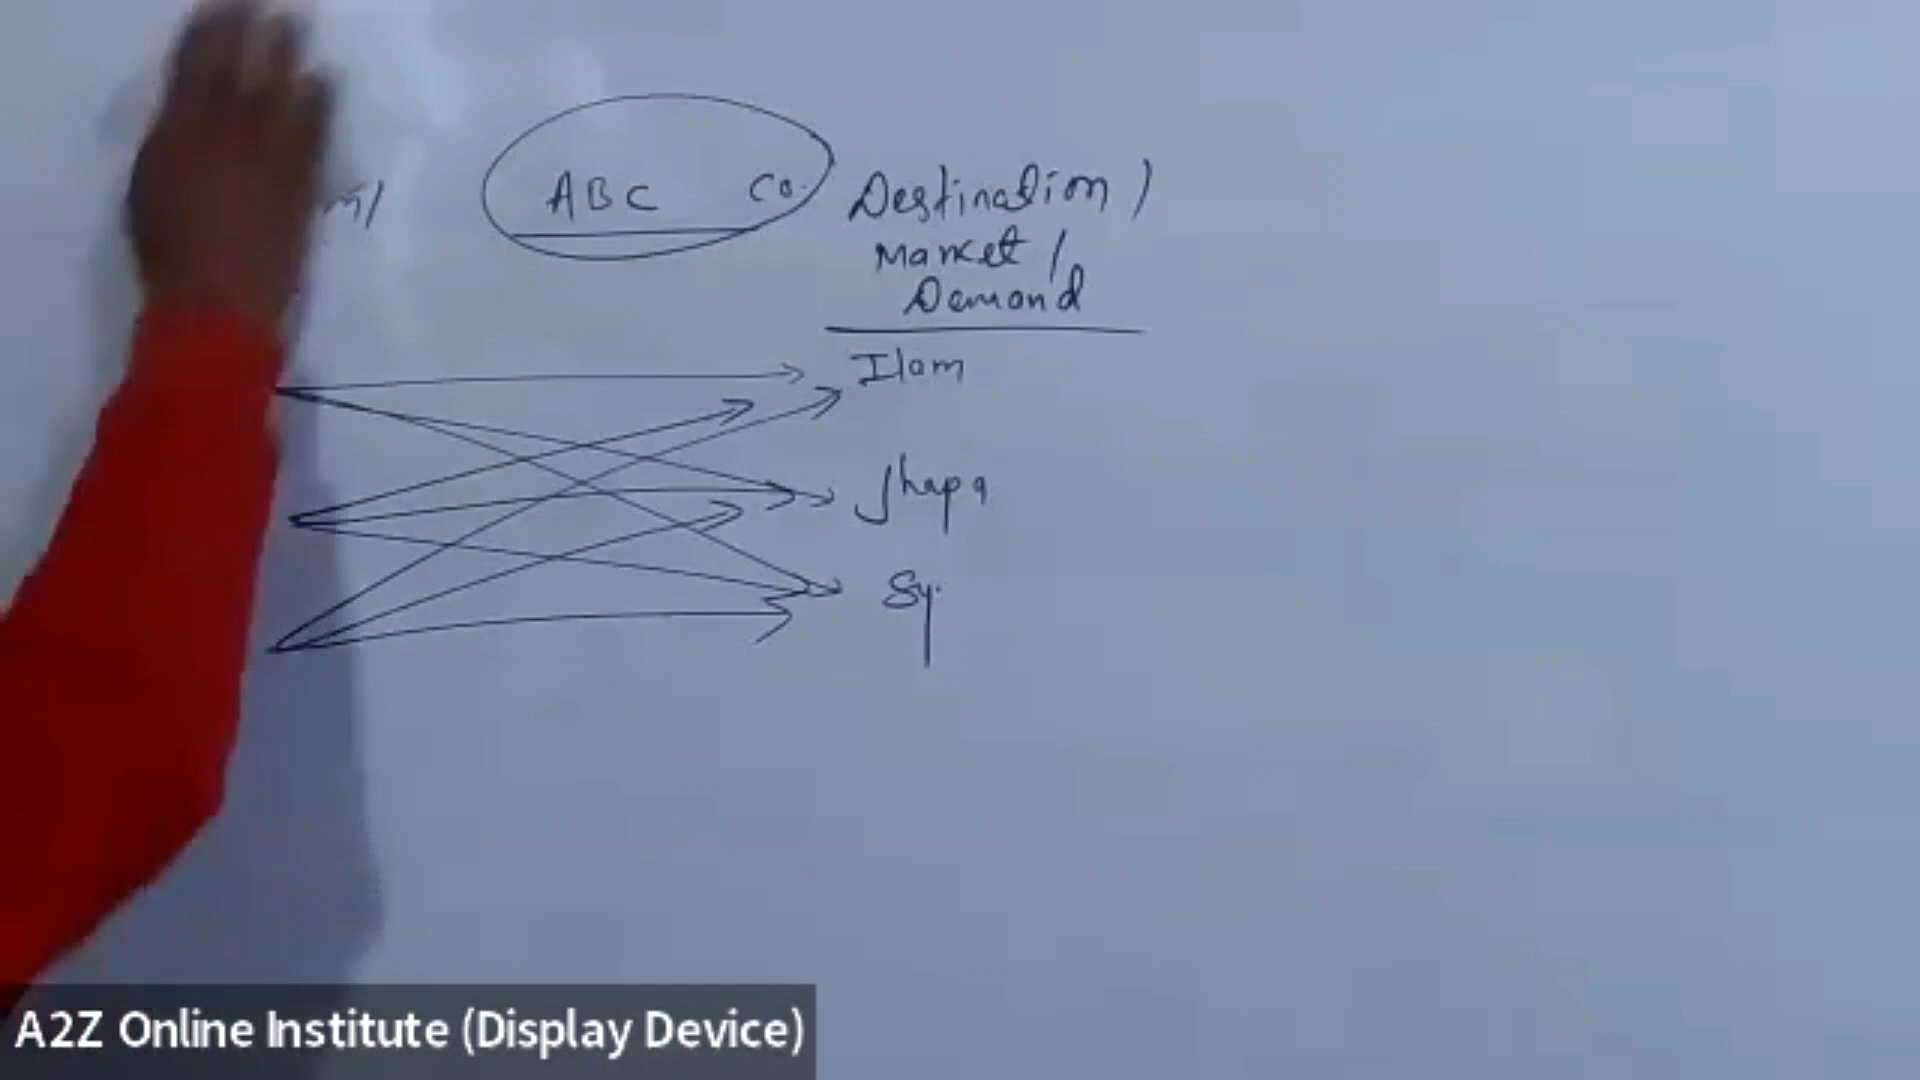 ABC Co.
Destination /
Market /
Demand
Ilam
Jhapa
Sy.
A2Z Online Institute (Display Device)